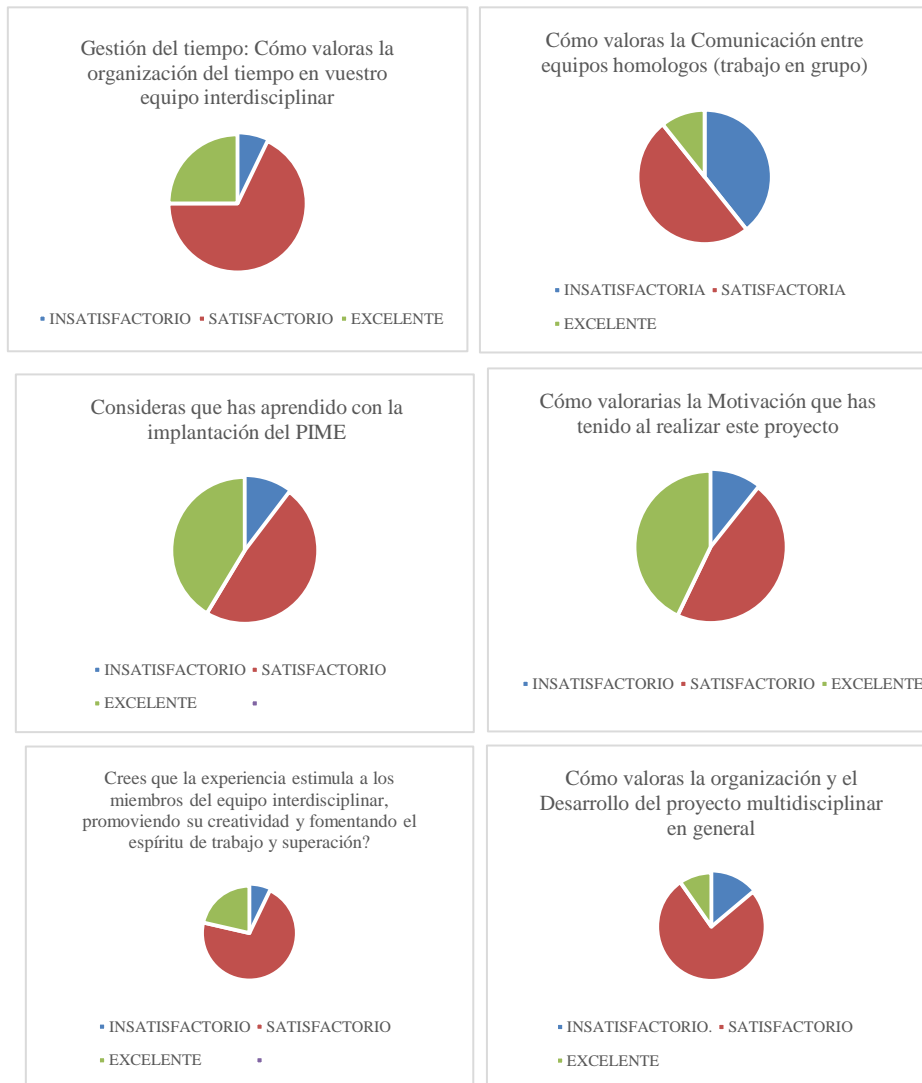 Gestión del tiempo: Cómo valoras la
organización del tiempo en vuestro
equipo interdisciplinar
INSATISFACTORIO SATISFACTORIO EXCELENTE
Cómo valoras la Comunicación entre
equipos homologos (trabajo en grupo)
INSATISFACTORIA SATISFACTORIA
EXCELENTE
Consideras que has aprendido con la
implantación del PIME
INSATISFACTORIO SATISFACTORIO
EXCELENTE
Cómo valorarias la Motivación que has
tenido al realizar este proyecto
INSATISFACTORIO SATISFACTORIO EXCELENTE
Crees que la experiencia estimula a los
miembros del equipo interdisciplinar,
promoviendo su creatividad y fomentando el
espíritu de trabajo y superación?
INSATISFACTORIO SATISFACTORIO
EXCELENTE
Cómo valoras la organización y el
Desarrollo del proyecto multidisciplinar
en general
INSATISFACTORIO. SATISFACTORIO
EXCELENTE